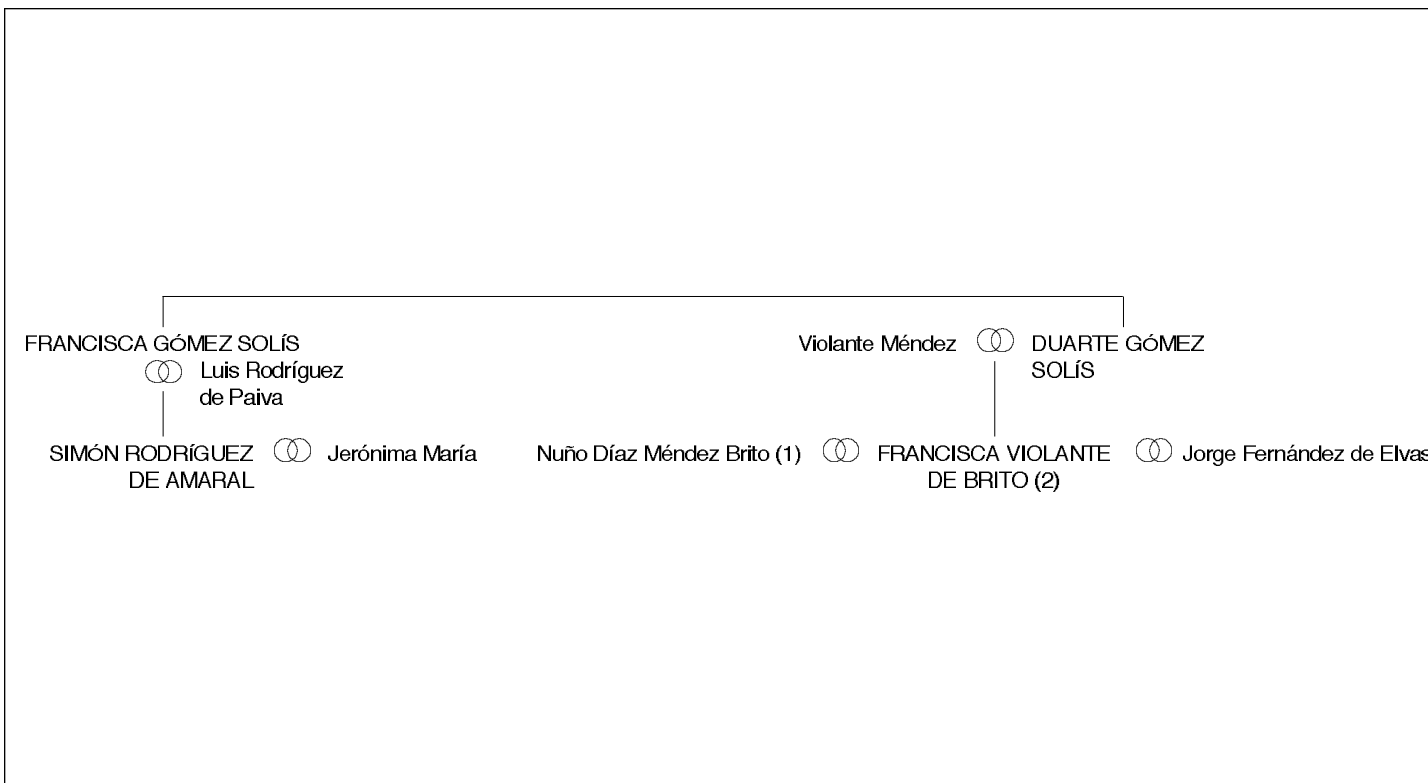 FRANCISCA GÓMEZ SOLÍS
Luis Rodríguez
de Paiva
Violante Méndez
DUARTE GÓMEZ
SOLÍS
SIMÓN RODRÍGUEZ
DE AMARAL
Jerónima María
Nuño Díaz Méndez Brito (1)
FRANCISCA VIOLANTE
DE BRITO (2)
Jorge Fernández de Elvas